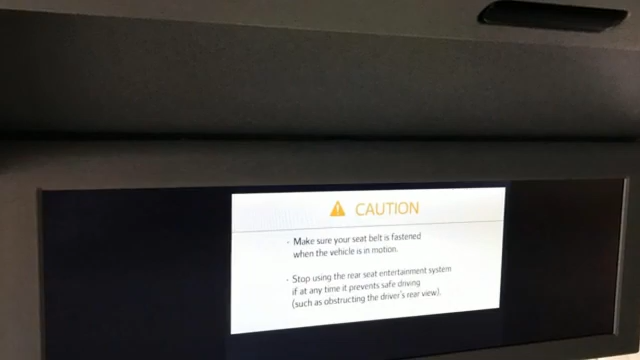 CAUTION
· Make sure your seat belt is fastened
when the vehicle is in motion.
· Stop using the rear seat entertainment system
if at any time it prevents safe driving
(such as obstructing the driver's rear view).